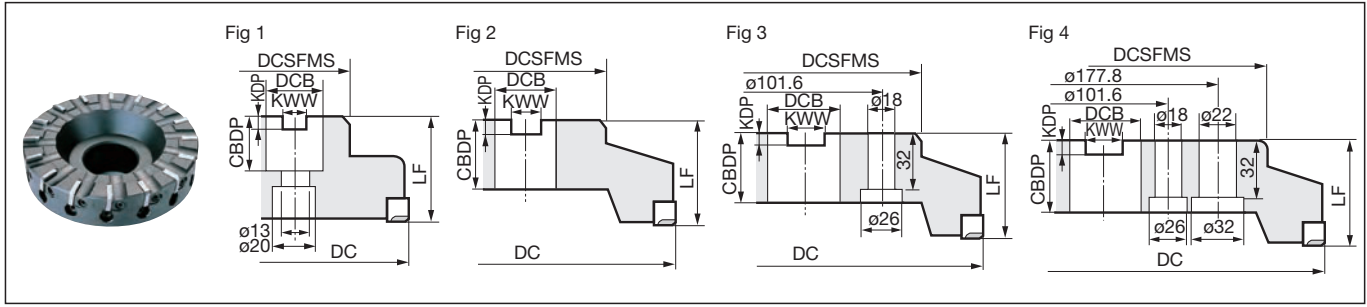 Fig 1
DCSFMS
DCB
KWW
KDP
CBDP
LF
ø13
ø20
DC
Fig 2
DCSFMS
DCB
KWW
KDP
CBDP
LF
DC
Fig 3
DCSFMS
ø101.6
DCB
ø18
KWW
KDP
CBDP
32
LF
ø26
DC
Fig 4
DCSFMS
ø177.8
ø101.6
DCB
ø18
ø22
KWW
KDP
CBDP
32
LF
ø26
ø32
DC